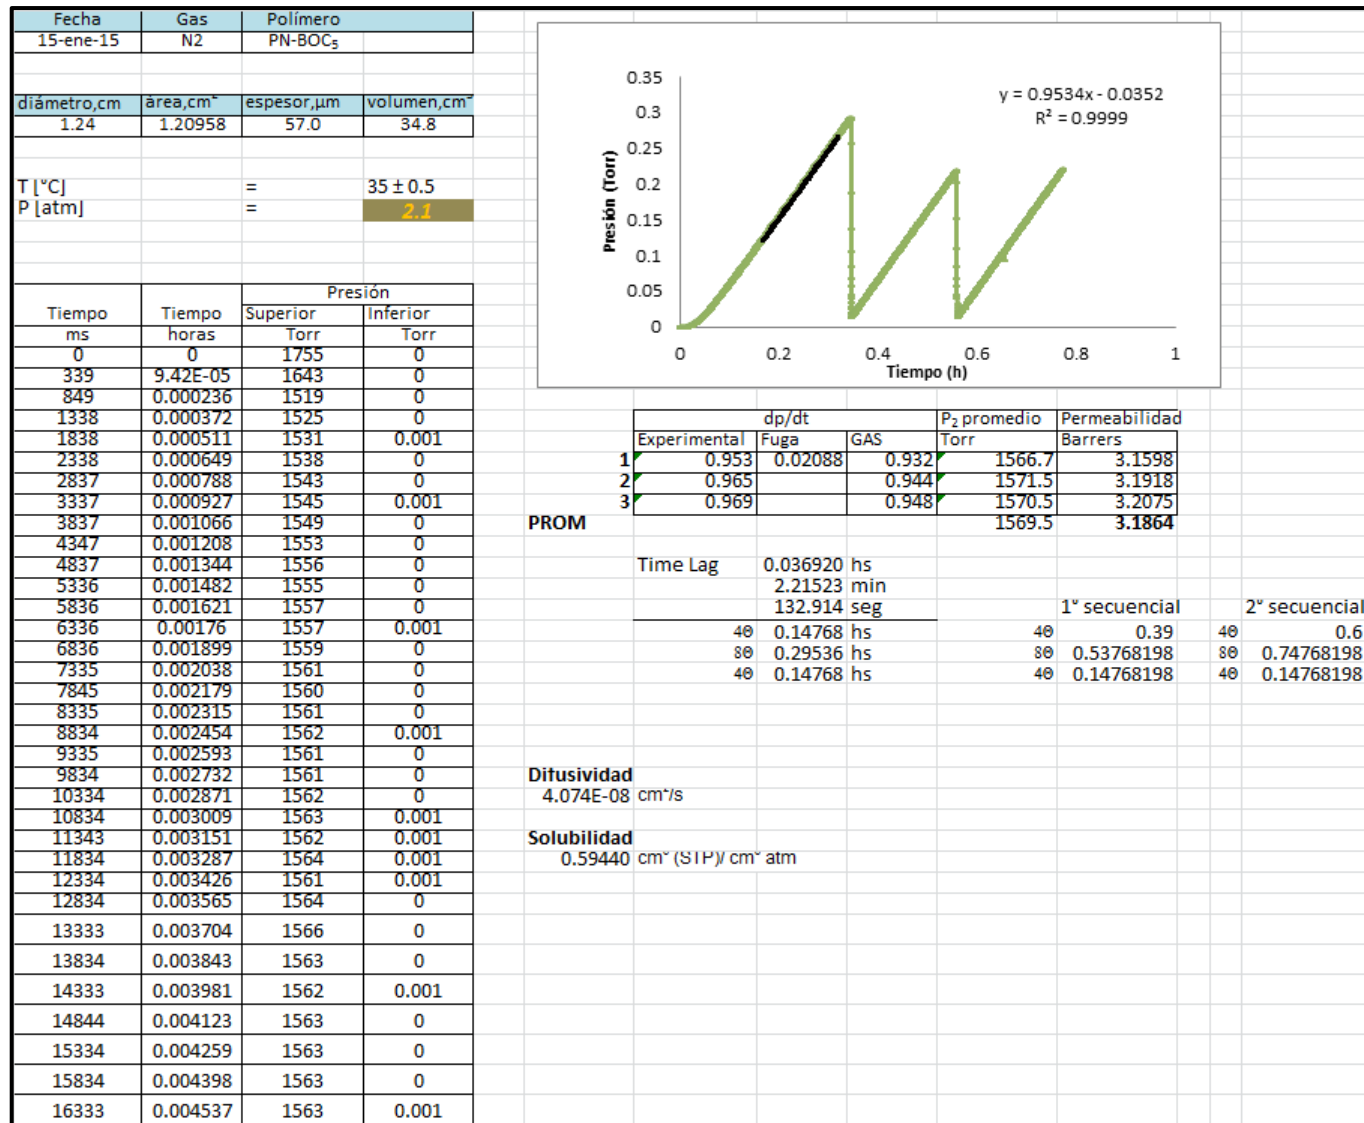 Fecha Gas Polímero
15-ene-15 N2 PN-BOC₅
diámetro,cm área,cm² espesor,µm volumen,cm³
1.24 1.20958 57.0 34.8
T [°C] = 35 ± 0.5
P [atm] = 2.1
Presión
Tiempo Tiempo Superior Inferior
ms horas Torr Torr
0 0 1755 0
339 9.42E-05 1643 0
849 0.000236 1519 0
1338 0.000372 1525 0
1838 0.000511 1531 0.001
2338 0.000649 1538 0
2837 0.000788 1543 0
3337 0.000927 1545 0.001
3837 0.001066 1549 0
4347 0.001208 1553 0
4837 0.001344 1556 0
5336 0.001482 1555 0
5836 0.001621 1557 0
6336 0.00176 1557 0.001
6836 0.001899 1559 0
7335 0.002038 1561 0
7845 0.002179 1560 0
8335 0.002315 1561 0
8834 0.002454 1562 0.001
9335 0.002593 1561 0
9834 0.002732 1561 0
10334 0.002871 1562 0
10834 0.003009 1563 0.001
11343 0.003151 1562 0.001
11834 0.003287 1564 0.001
12334 0.003426 1561 0.001
12834 0.003565 1564 0
13333 0.003704 1566 0
13834 0.003843 1563 0
14333 0.003981 1562 0.001
14844 0.004123 1563 0
15334 0.004259 1563 0
15834 0.004398 1563 0
16333 0.004537 1563 0.001
y = 0.9534x - 0.0352
R² = 0.9999
Presión (Torr)
0.35
0.3
0.25
0.2
0.15
0.1
0.05
0
0 0.2 0.4 0.6 0.8 1
Tiempo (h)
dp/dt P₂ promedio Permeabilidad
Experimental Fuga GAS Torr Barrers
1 0.953 0.02088 0.932 1566.7 3.1598
2 0.965 0.944 1571.5 3.1918
3 0.969 0.948 1570.5 3.2075
PROM 1569.5 3.1864
Time Lag 0.036920 hs
2.21523 min
132.914 seg 1° secuencial 2° secuencial
4Θ 0.14768 hs 4Θ 0.39 4Θ 0.6
8Θ 0.29536 hs 8Θ 0.53768198 8Θ 0.74768198
4Θ 0.14768 hs 4Θ 0.14768198 4Θ 0.14768198
Difusividad
4.074E-08 cm²/s
Solubilidad
0.59440 cm³ (STP)/ cm³ atm